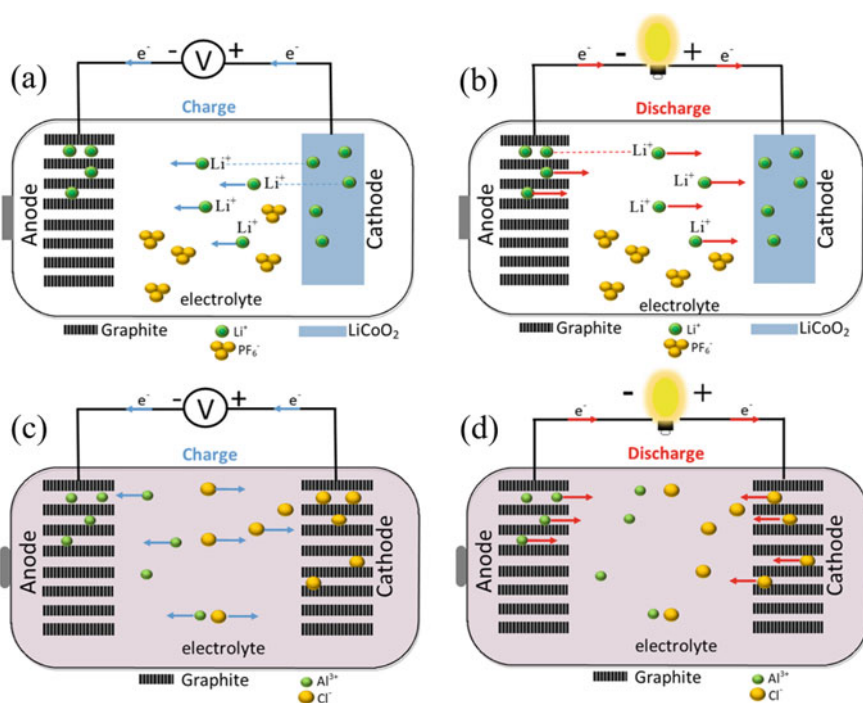 (a)
e⁻ - V + e⁻
Charge
Li⁺
Li⁺
Li⁺
Li⁺
Anode
Cathode
electrolyte
Graphite Li⁺ LiCoO₂
PF₆⁻
(b)
e⁻ - + e⁻
Discharge
Li⁺
Li⁺
Li⁺
Li⁺
Anode
Cathode
electrolyte
Graphite Li⁺ LiCoO₂
PF₆⁻
(c)
e⁻ - V + e⁻
Charge
Anode
Cathode
electrolyte
Graphite Al³⁺
Cl⁻
(d)
e⁻ - + e⁻
Discharge
Anode
Cathode
electrolyte
Graphite Al³⁺
Cl⁻